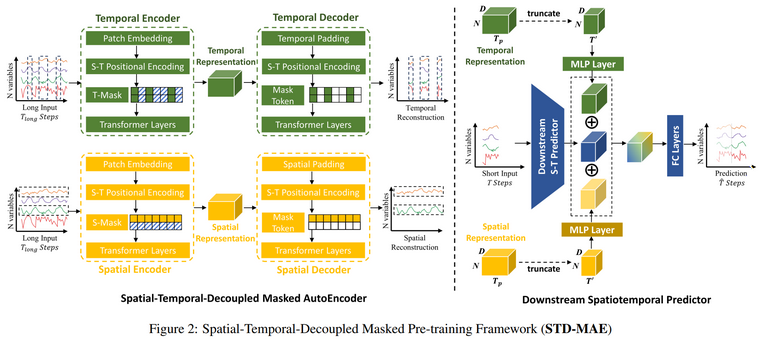 Temporal Encoder
Patch Embedding
S-T Positional Encoding
T-Mask
Transformer Layers
N variables
Long Input
T_long Steps
Temporal
Representation
Temporal Decoder
Temporal Padding
S-T Positional Encoding
Mask
Token
Transformer Layers
N variables
Temporal
Reconstruction
Patch Embedding
S-T Positional Encoding
S-Mask
Transformer Layers
Spatial Encoder
N variables
Long Input
T_long Steps
Spatial
Representation
Spatial Padding
S-T Positional Encoding
Mask
Token
Transformer Layers
Spatial Decoder
N variables
Spatial
Reconstruction
Spatial-Temporal-Decoupled Masked AutoEncoder
D
N
T_p
truncate
D
N
T'
Temporal
Representation
MLP Layer
N variables
Short Input
T Steps
Downstream
S-T Predictor
FC Layers
N variables
Prediction
T̂ Steps
MLP Layer
Spatial
Representation
D
N
T_p
truncate
D
N
T'
Downstream Spatiotemporal Predictor
Figure 2: Spatial-Temporal-Decoupled Masked Pre-training Framework (STD-MAE)